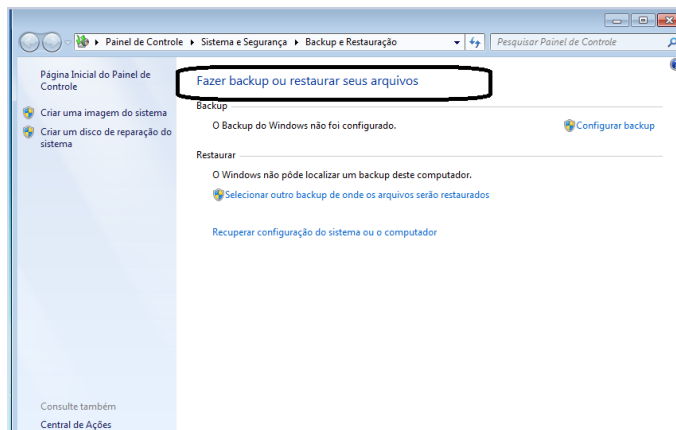 Painel de Controle ▸ Sistema e Segurança ▸ Backup e Restauração
Pesquisar Painel de Controle
Página Inicial do Painel de
Controle
Criar uma imagem do sistema
Criar um disco de reparação do
sistema
Fazer backup ou restaurar seus arquivos
Backup
O Backup do Windows não foi configurado.
Configurar backup
Restaurar
O Windows não pôde localizar um backup deste computador.
Selecionar outro backup de onde os arquivos serão restaurados
Recuperar configuração do sistema ou o computador
Consulte também
Central de Ações